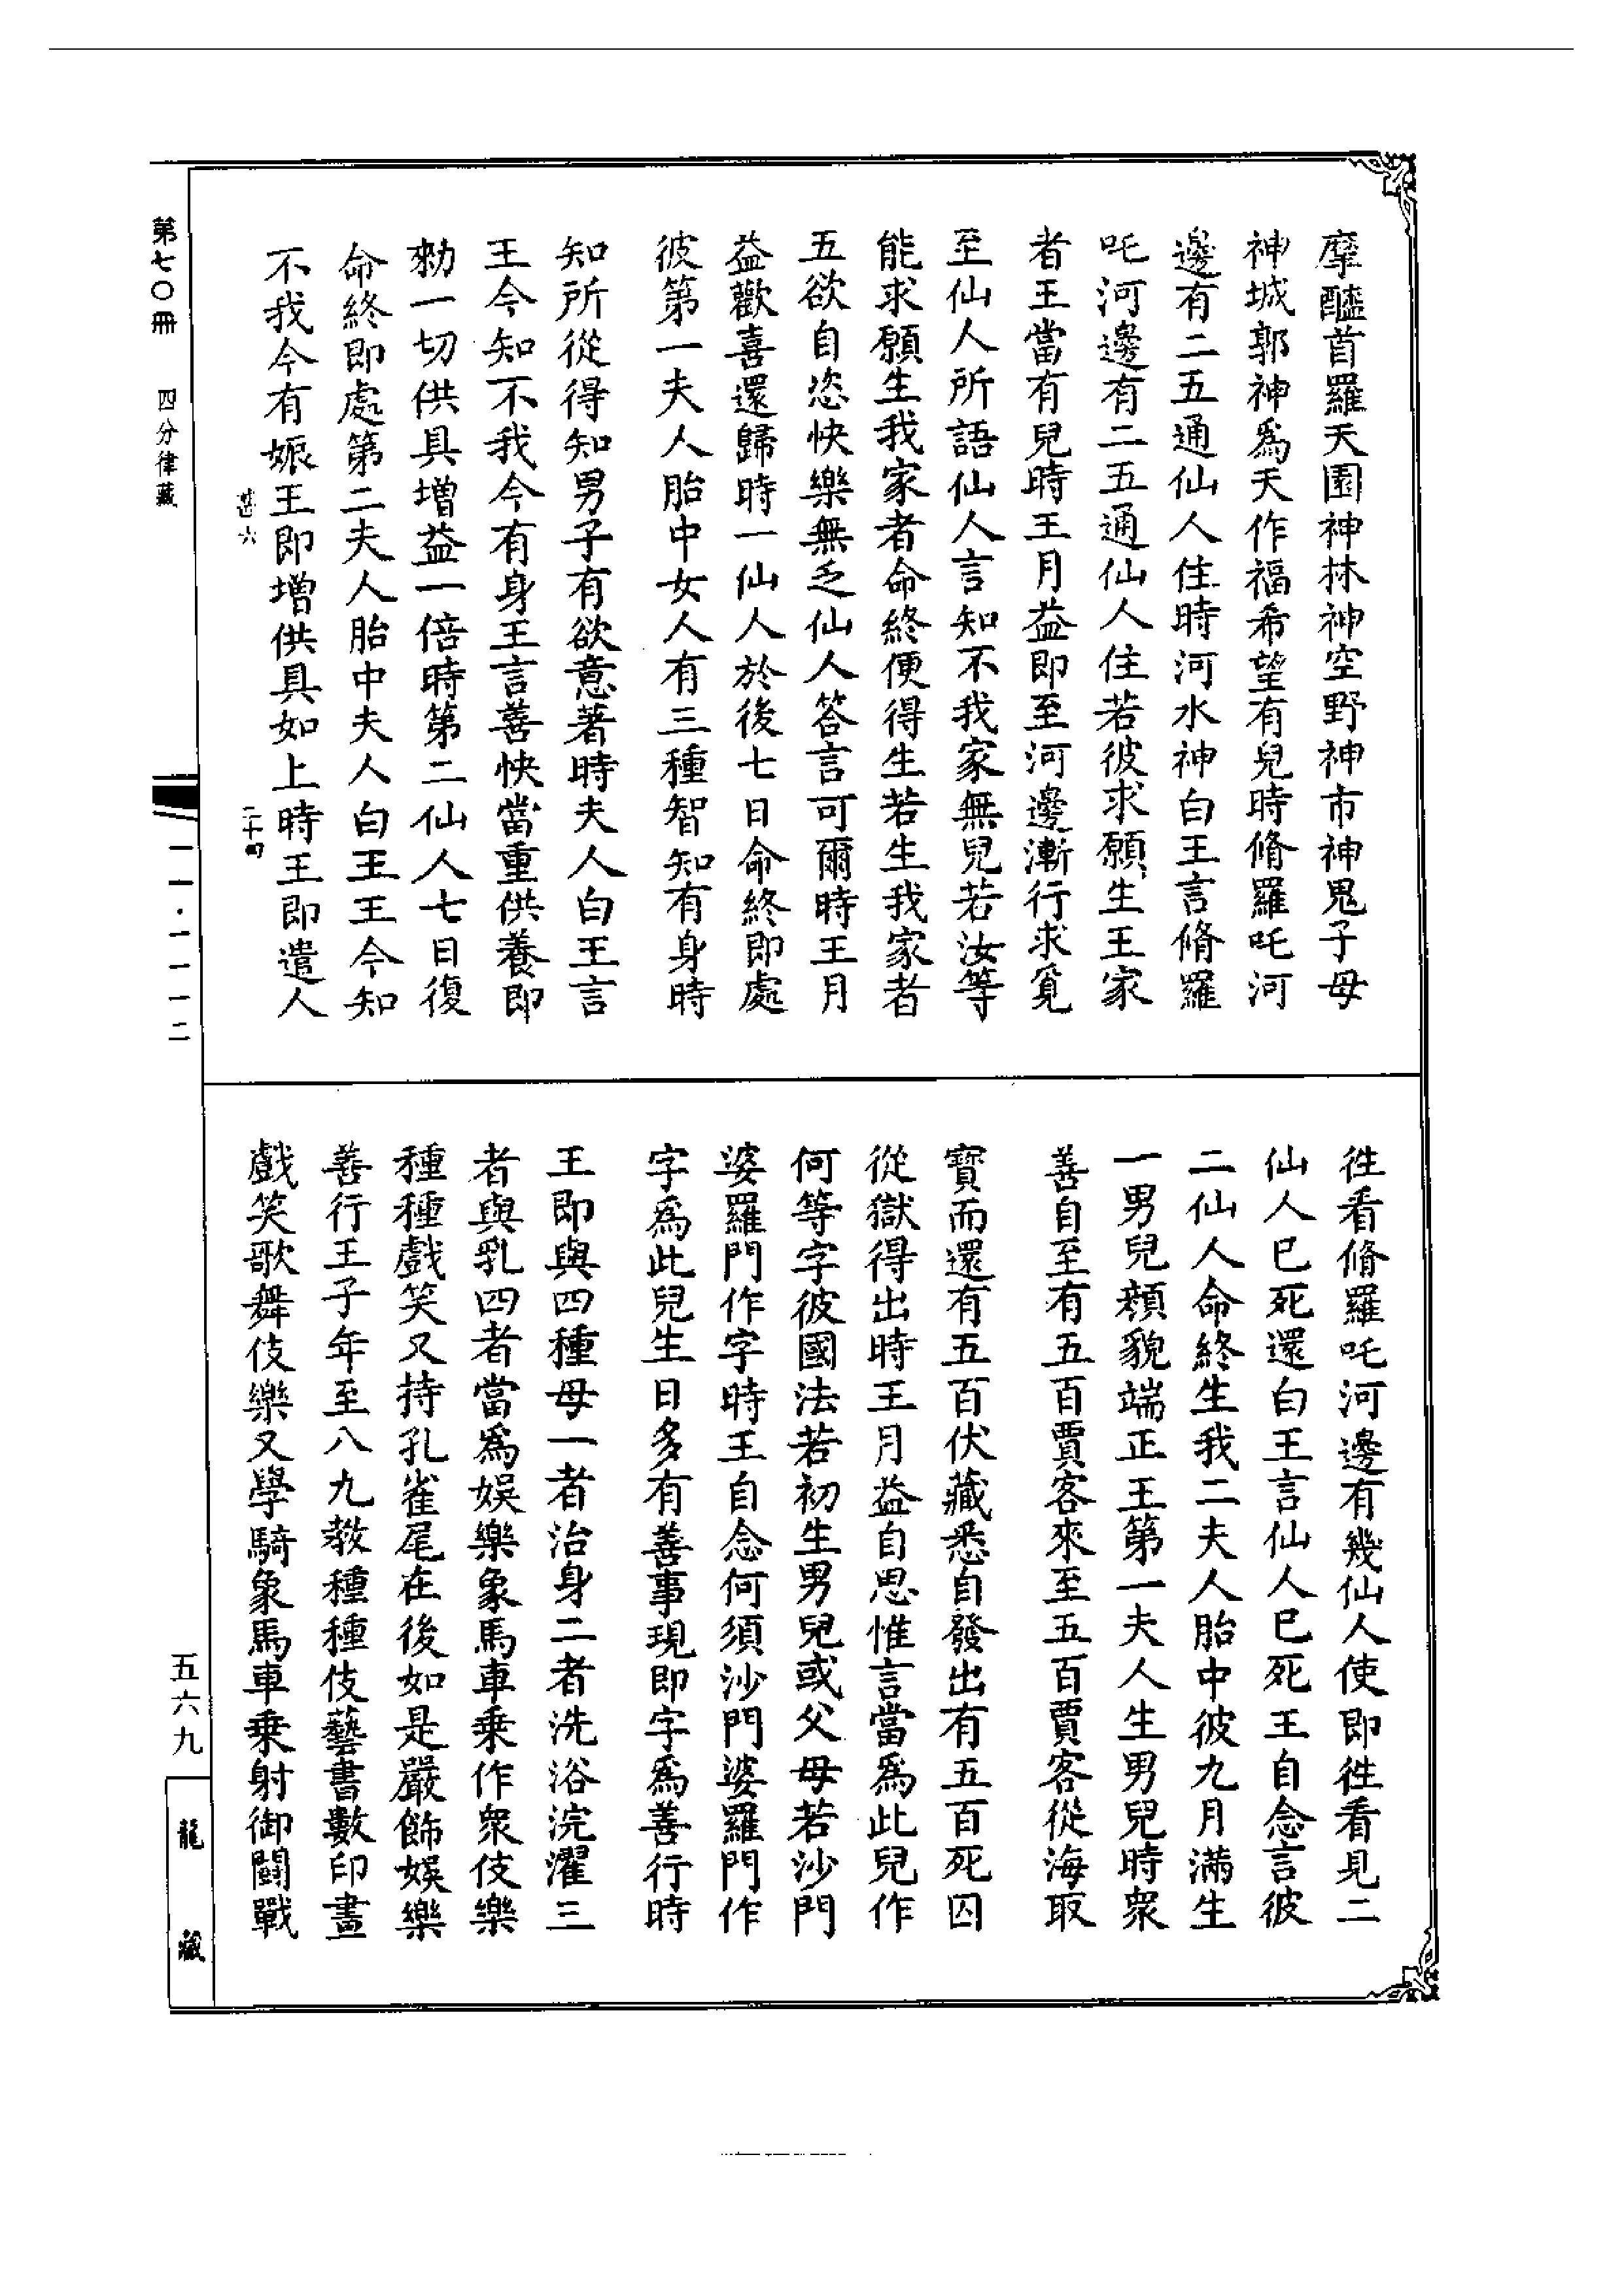 摩醯首羅天園神林神空野神市神鬼子母
神城郭神爲天作福希望有兒時脩羅吒河
邊有二五通仙人住時河水神白王言脩羅
吒河邊有二五通仙人住若彼求願生王家
者王當有兒時王月益即至河邊漸行求覓
至仙人所語仙人言知不我家無兒若汝等
能求願生我家者命終便得生若生我家者
五欲自恣快樂無乏仙人答言可爾時王月
益歡喜還歸時一仙人於後七日命終即處
彼第一夫人胎中女人有三種智知有身時
知所從得知男子有欲意著時夫人白王言
王今知不我今有身王言善快當重供養即
勑一切供具增益一倍時第二仙人七日復
命終即處第二夫人胎中夫人白王王今知
不我今有娠王即增供具如上時王即遣人
徃看脩羅吒河邊有幾仙人使即徃看見二
仙人已死還白王言仙人已死王自念言彼
二仙人命終生我二夫人胎中彼九月滿生
一男兒顏貌端正王第一夫人生男兒時衆
善自至有五百賈客來至五百賈客從海取
寶而還有五百伏藏悉自發出有五百死囚
從獄得出時王月益自思惟言當爲此兒作
何等字彼國法若初生男兒或父母若沙門
婆羅門作字時王自念何須沙門婆羅門作
字爲此兒生日多有善事現即字爲善行時
王即與四種母一者治身二者洗浴浣濯三
者與乳四者當爲娛樂象馬車乘作衆伎樂
種種戲笑又持孔雀尾在後如是嚴飾娛樂
善行王子年至八九教種種伎藝書數印畫
戲笑歌舞伎樂又學騎象馬車乘射御鬪戰
第七〇冊
四分律藏
六
二十四
一一·一一一二
五六九
龍藏